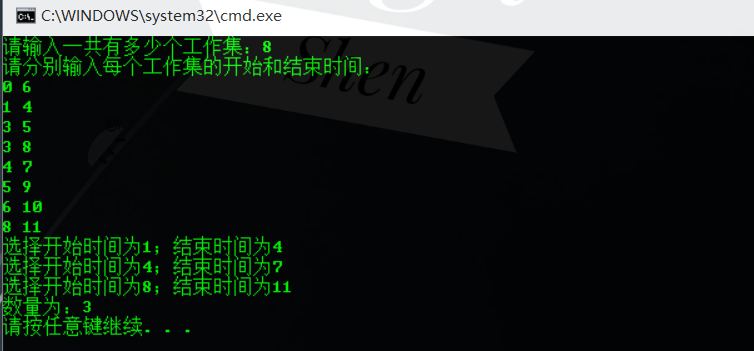 C:\WINDOWS\system32\cmd.exe
请输入一共有多少个工作集：8
请分别输入每个工作集的开始和结束时间：
0 6
1 4
3 5
3 8
4 7
5 9
6 10
8 11
选择开始时间为1；结束时间为4
选择开始时间为4；结束时间为7
选择开始时间为8；结束时间为11
数量为：3
请按任意键继续. . .
Shen